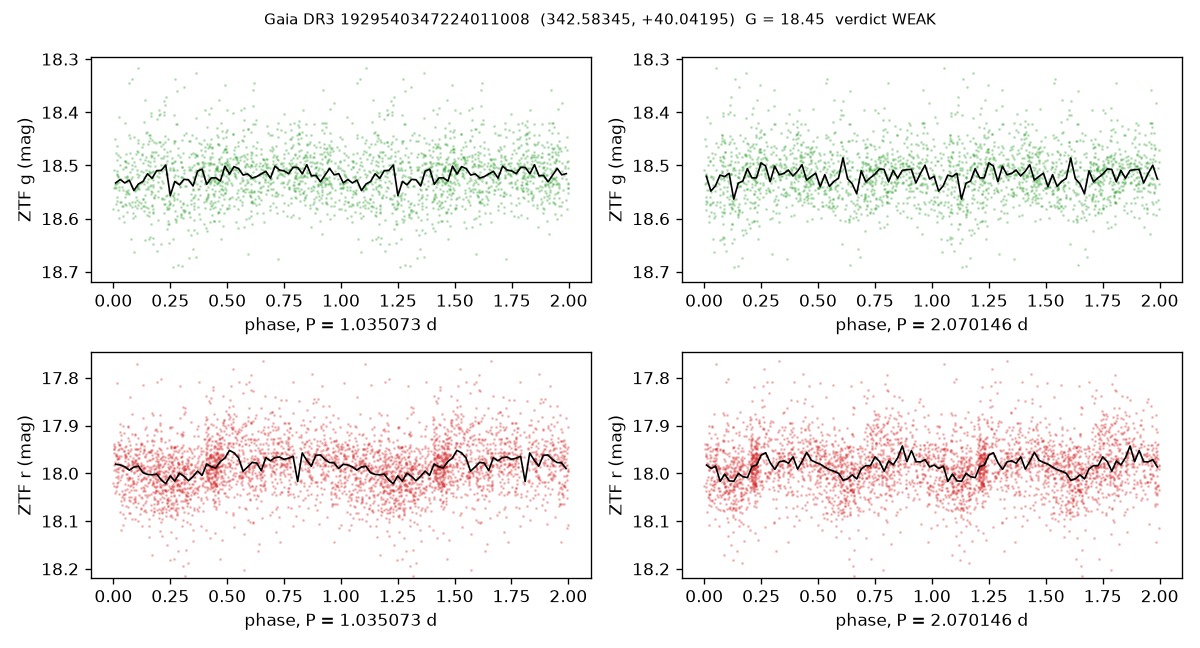 Gaia DR3 1929540347224011008  (342.58345, +40.04195)  G = 18.45  verdict WEAK
18.3
18.4
18.5
18.6
18.7
ZTF g (mag)
0.00 0.25 0.50 0.75 1.00 1.25 1.50 1.75 2.00
phase, P = 1.035073 d
18.3
18.4
18.5
18.6
18.7
ZTF g (mag)
0.00 0.25 0.50 0.75 1.00 1.25 1.50 1.75 2.00
phase, P = 2.070146 d
17.8
17.9
18.0
18.1
18.2
ZTF r (mag)
0.00 0.25 0.50 0.75 1.00 1.25 1.50 1.75 2.00
phase, P = 1.035073 d
17.8
17.9
18.0
18.1
18.2
ZTF r (mag)
0.00 0.25 0.50 0.75 1.00 1.25 1.50 1.75 2.00
phase, P = 2.070146 d